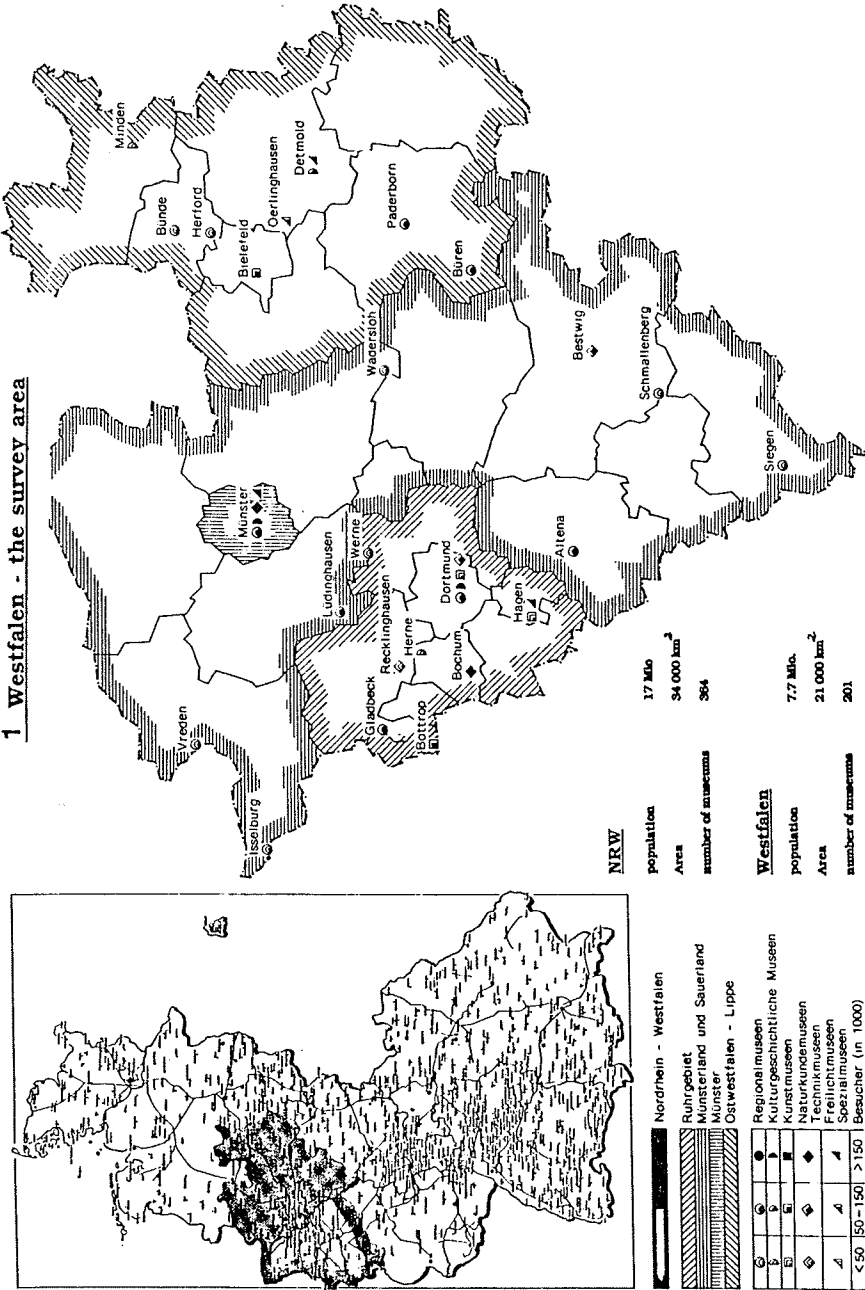 1 Westfalen - the survey area
Minden
Bünde
Herford
Bielefeld
Oerlinghausen
Detmold
Paderborn
Büren
Wadersloh
Bestwig
Schmallenberg
Siegen
Münster
Lüdinghausen
Werne
Recklinghausen
Herne
Dortmund
Hagen
Bochum
Gladbeck
Bottrop
Altena
Vreden
Isselburg
Nordrhein - Westfalen
Ruhrgebiet
Münsterland und Sauerland
Münster
Ostwestfalen - Lippe
Regionalmuseen
Kulturgeschichtliche Museen
Kunstmuseen
Naturkundemuseen
Technikmuseen
Freilichtmuseen
Spezialmuseen
<50 50-150 >150 Besucher (in 1000)
NRW
population 17 Mio
Area 34 000 km²
number of museums 364
Westfalen
population 7.7 Mio.
Area 21 000 km²
number of museums 201